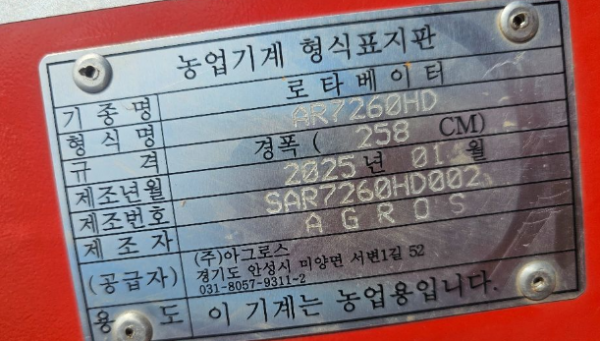 농업기계 형식표지판
기종명 로타베이터
형식명 AR7260HD
규격 경폭 ( 258 CM)
제조년월 2025 년 01 월
제조번호 SAR7260HD002
제조자 AGROS
(공급자) (주)아그로스
경기도 안성시 미양면 서변1길 52
031-8057-9311-2
용도 이 기계는 농업용입니다.